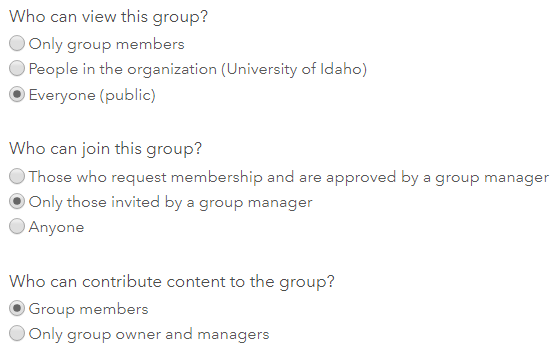 Who can view this group?
Only group members
People in the organization (University of Idaho)
Everyone (public)
Who can join this group?
Those who request membership and are approved by a group manager
Only those invited by a group manager
Anyone
Who can contribute content to the group?
Group members
Only group owner and managers